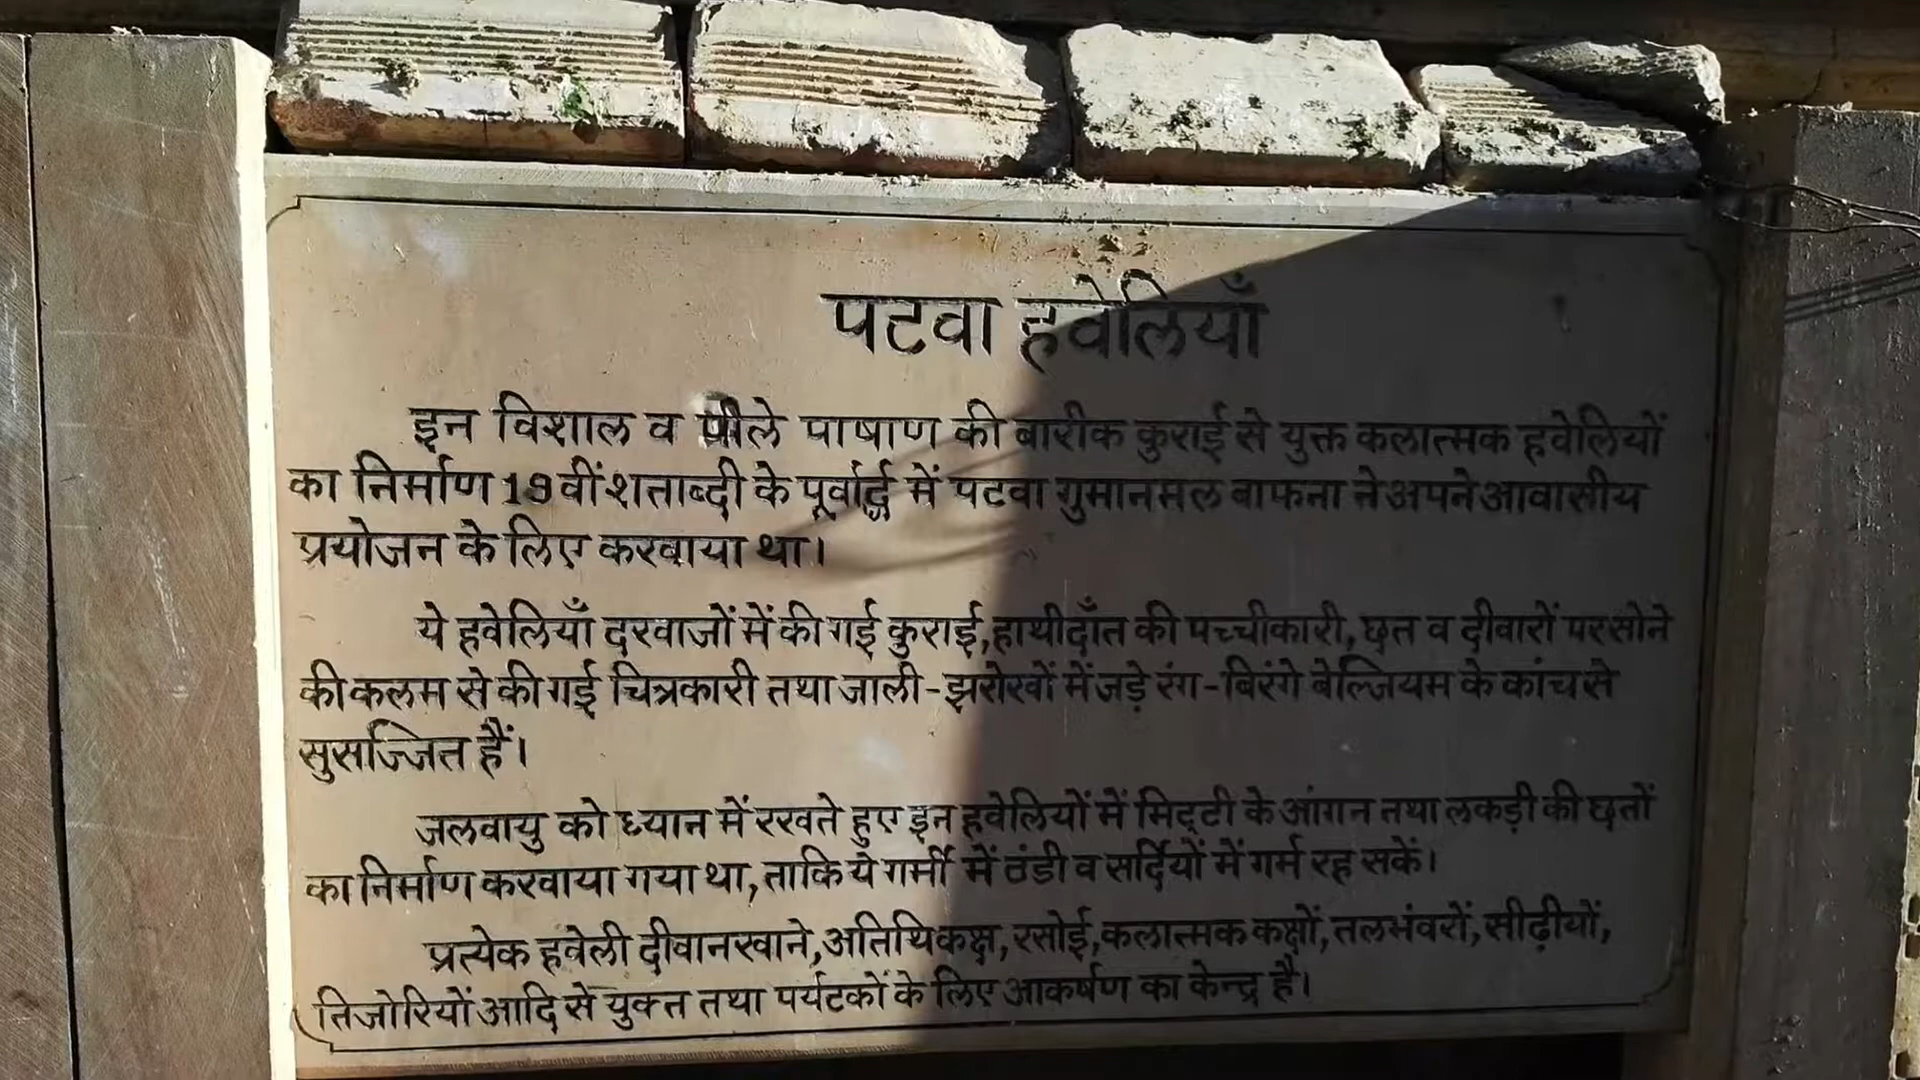 पटवा हवेलियाँ
इन विशाल व पीले पाषाण की बारीक कुराई से युक्त कलात्मक हवेलियों
का निर्माण 19वीं शताब्दी के पूर्वार्द्ध में पटवा गुमानमल बाफना ने अपने आवासीय
प्रयोजन के लिए करवाया था।
ये हवेलियाँ दरवाजों में की गई कुराई, हाथीदाँत की पच्चीकारी, छत व दीवारों पर सोने
की कलम से की गई चित्रकारी तथा जाली-झरोखों में जड़े रंग-बिरंगे बेल्जियम के कांच से
सुसज्जित हैं।
जलवायु को ध्यान में रखते हुए इन हवेलियों में मिट्टी के आंगन तथा लकड़ी की छतों
का निर्माण करवाया गया था, ताकि ये गर्मी में ठंडी व सर्दियों में गर्म रह सकें।
प्रत्येक हवेली दीवानखाने, अतिथिकक्ष, रसोई, कलात्मक कक्षों, तलभंवरों, सीढ़ीयों,
तिजोरियों आदि से युक्त तथा पर्यटकों के लिए आकर्षण का केन्द्र है।